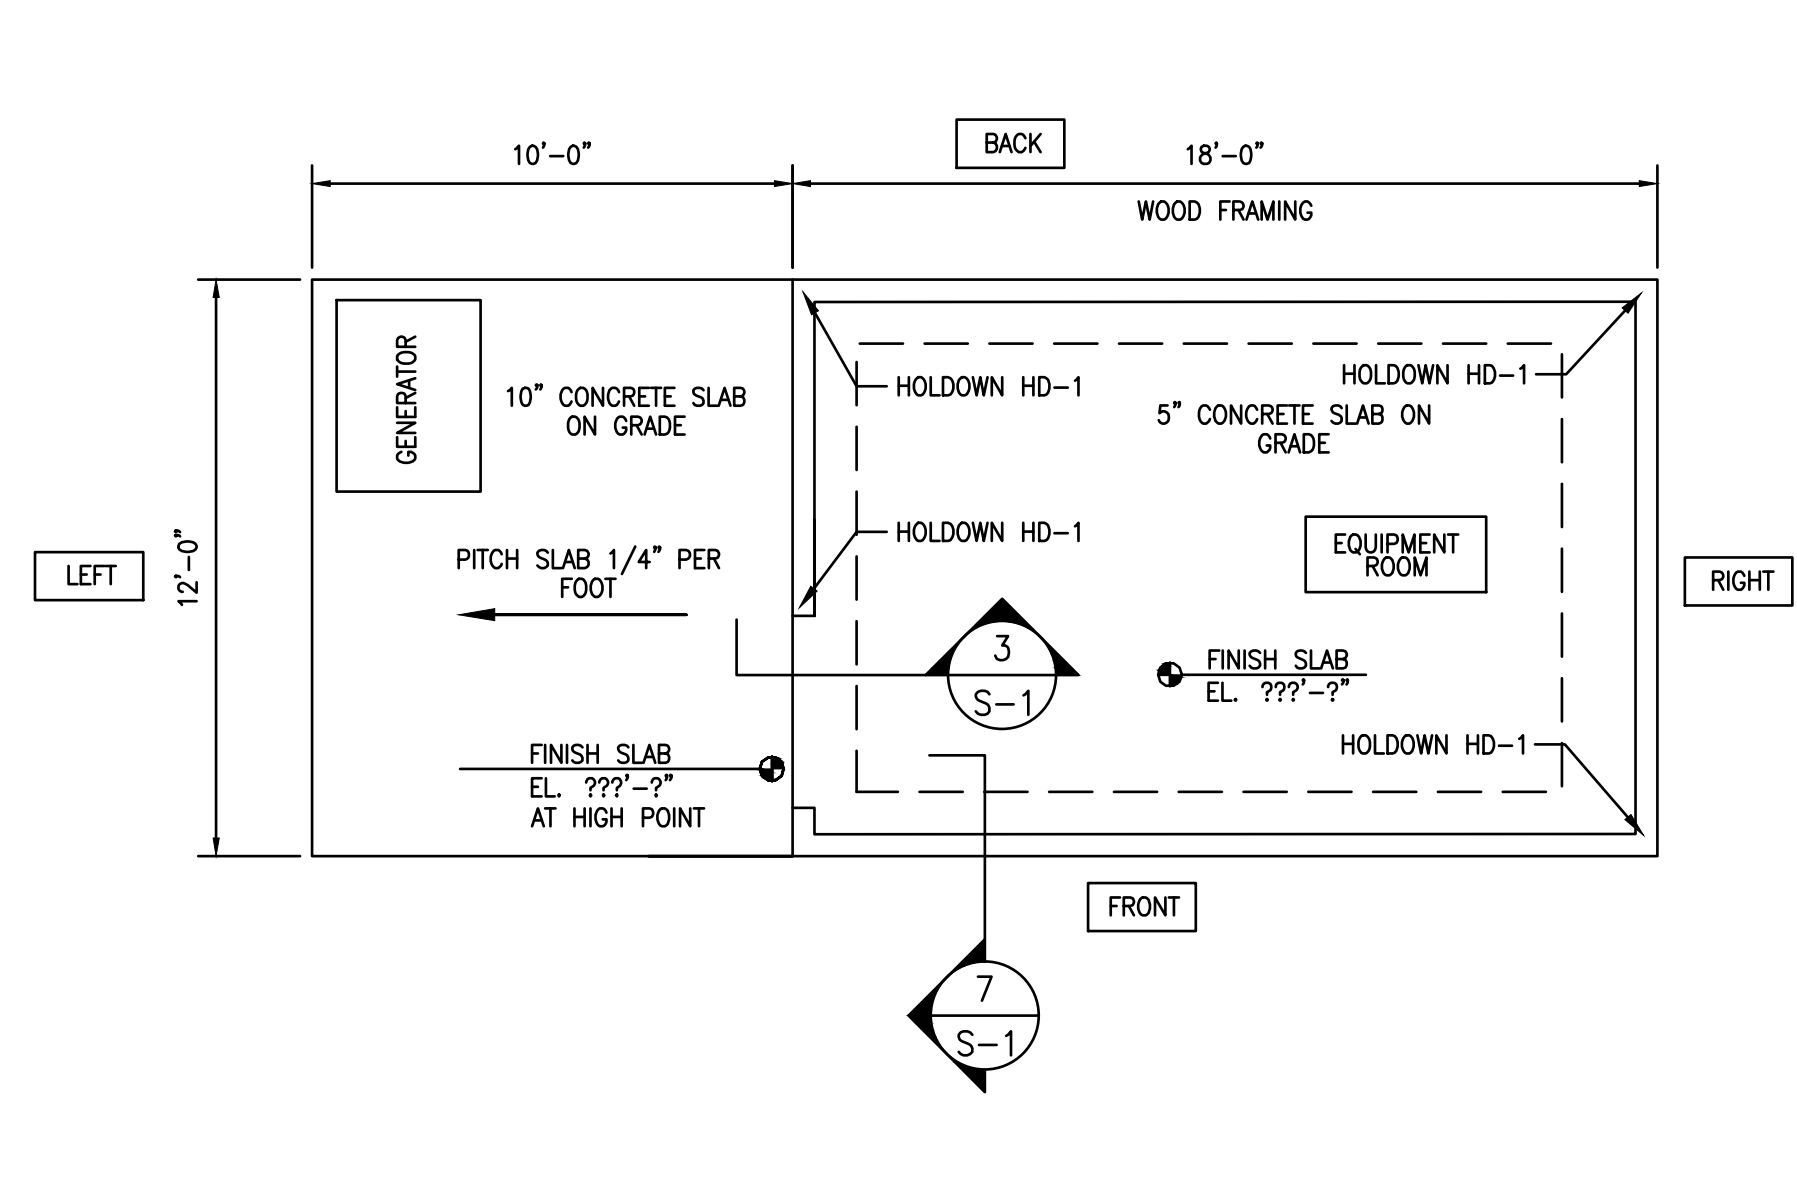 BACK
10'-0"
18'-0"
WOOD FRAMING
GENERATOR
10" CONCRETE SLAB
ON GRADE
HOLDOWN HD-1
HOLDOWN HD-1
5" CONCRETE SLAB ON
GRADE
HOLDOWN HD-1
EQUIPMENT
ROOM
LEFT
12'-0"
PITCH SLAB 1/4" PER
FOOT
RIGHT
3
S-1
FINISH SLAB
EL. ???'-?"
HOLDOWN HD-1
FINISH SLAB
EL. ???'-?"
AT HIGH POINT
FRONT
7
S-1